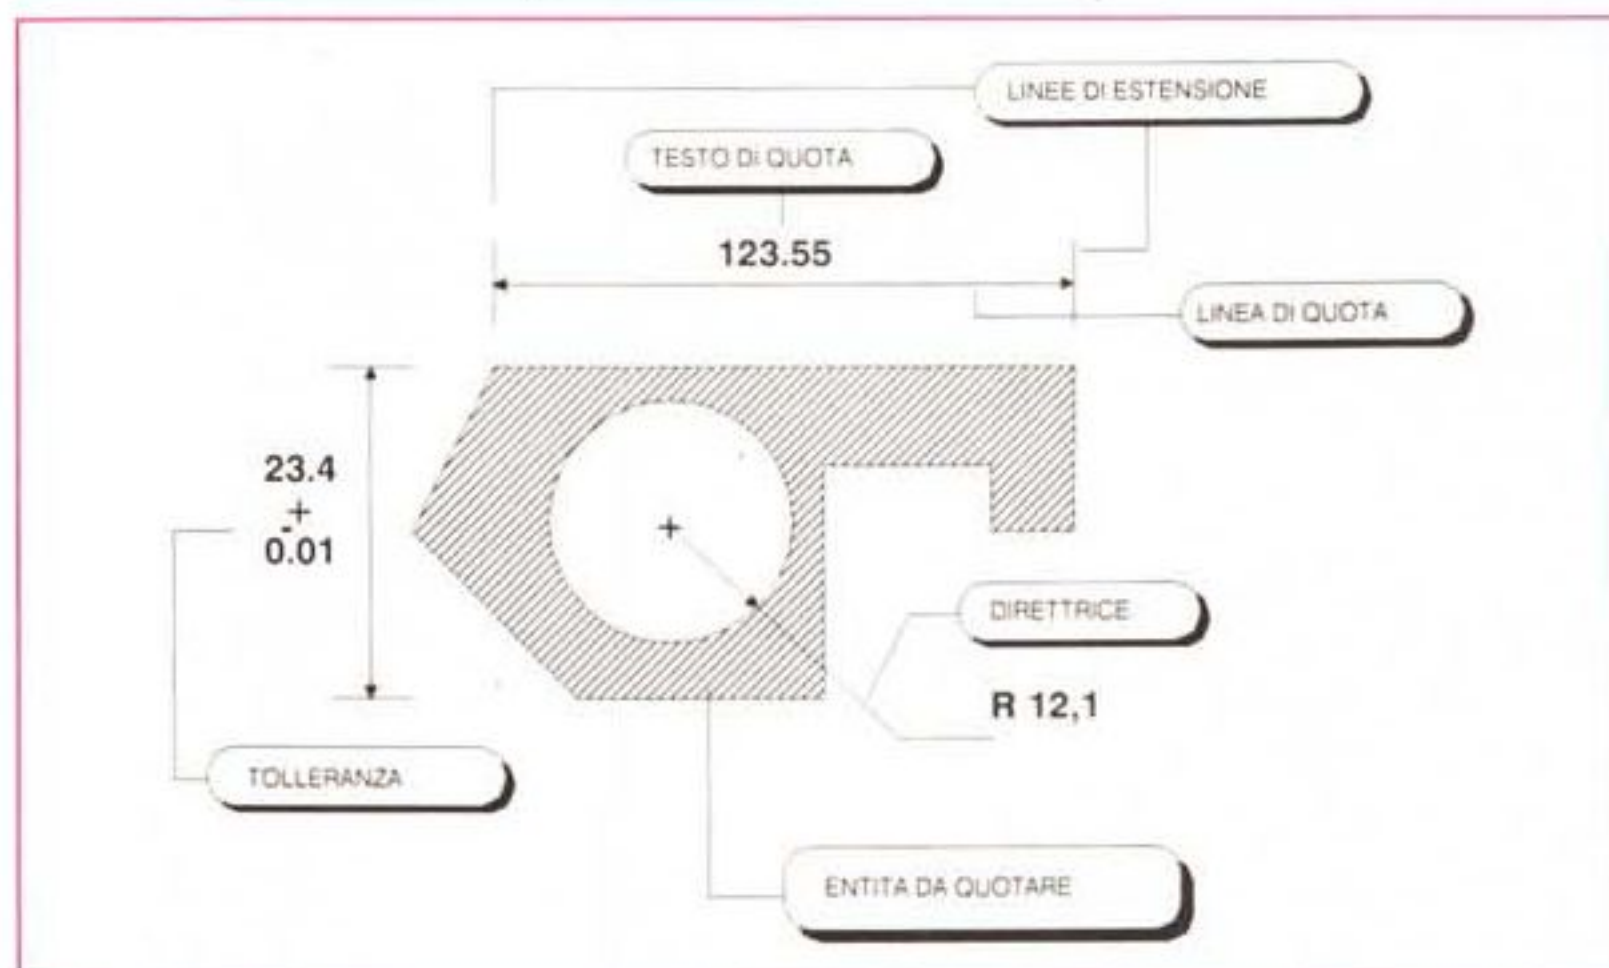 LINEE DI ESTENSIONE
TESTO Di QUOTA
123.55
LINEA DI QUOTA
23.4
+
-
0.01
DIRETTRICE
R 12,1
TOLLERANZA
ENTITA DA QUOTARE